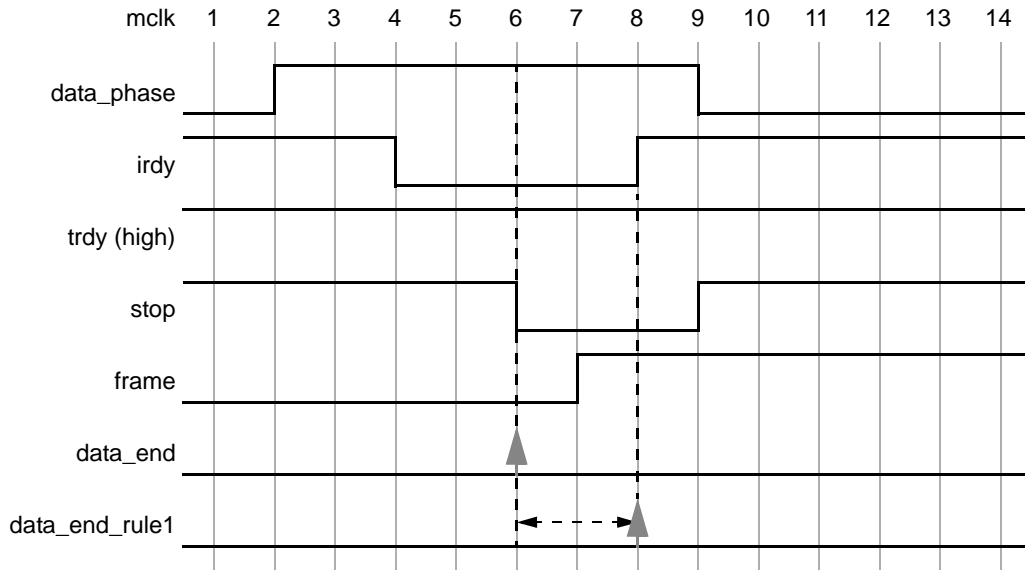 mclk 1 2 3 4 5 6 7 8 9 10 11 12 13 14
data_phase
irdy
trdy (high)
stop
frame
data_end
data_end_rule1